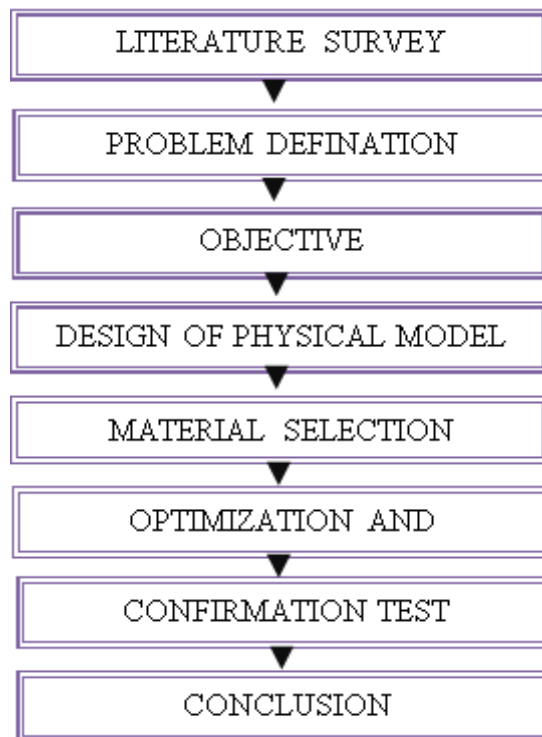 LITERATURE SURVEY
PROBLEM DEFINATION
OBJECTIVE
DESIGN OF PHYSICAL MODEL
MATERIAL SELECTION
OPTIMIZATION AND
CONFIRMATION TEST
CONCLUSION